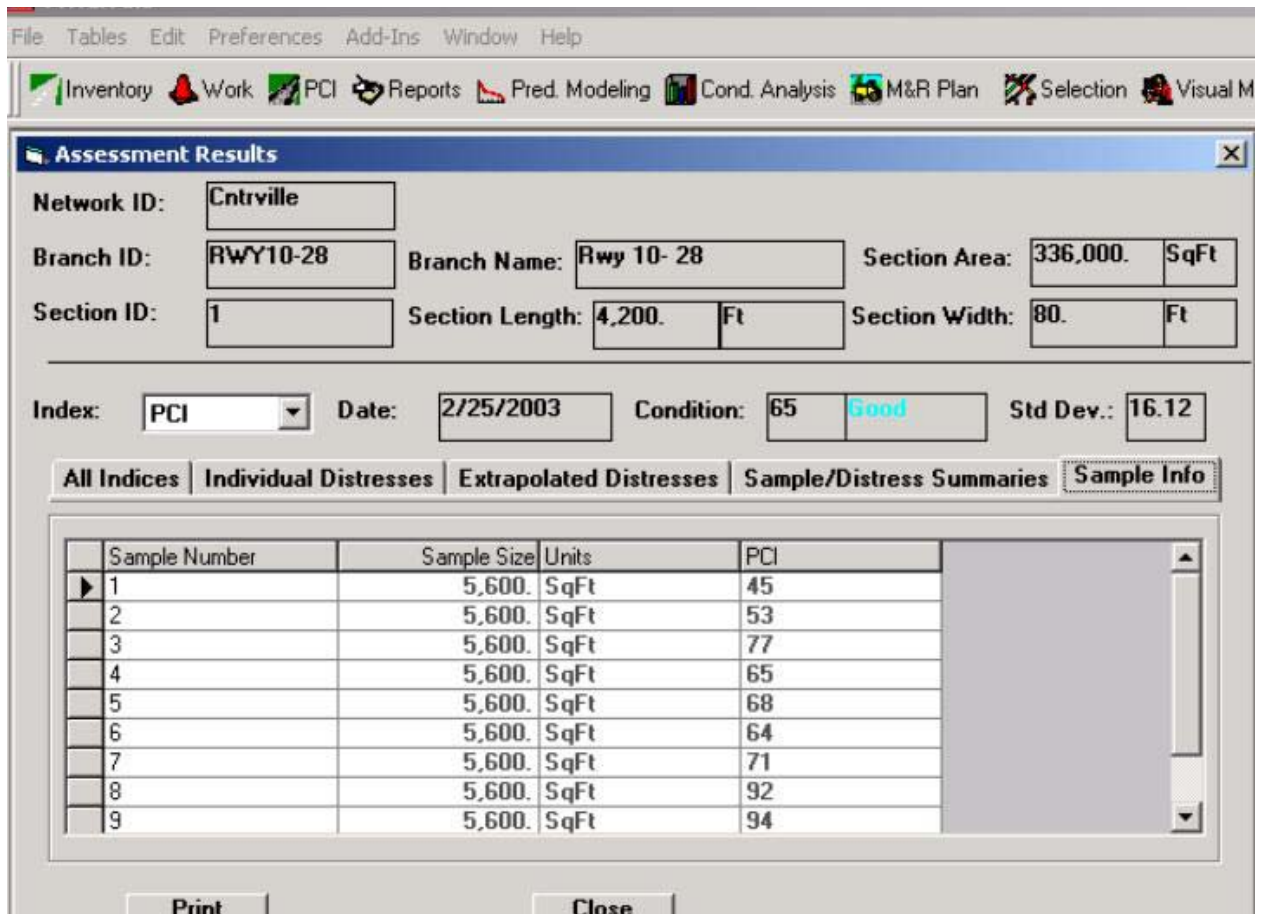 File Tables Edit Preferences Add-Ins Window Help
Inventory Work PCI Reports Pred. Modeling Cond. Analysis M&R Plan Selection Visual M
Assessment Results
Network ID: Cntrville
Branch ID: RWY10-28 Branch Name: Rwy 10- 28 Section Area: 336,000. SqFt
Section ID: 1 Section Length: 4,200. Ft Section Width: 80. Ft
Index: PCI Date: 2/25/2003 Condition: 65 Good Std Dev.: 16.12
All Indices Individual Distresses Extrapolated Distresses Sample/Distress Summaries Sample Info
Sample Number Sample Size Units PCI
1 5,600. SqFt 45
2 5,600. SqFt 53
3 5,600. SqFt 77
4 5,600. SqFt 65
5 5,600. SqFt 68
6 5,600. SqFt 64
7 5,600. SqFt 71
8 5,600. SqFt 92
9 5,600. SqFt 94
Print Close